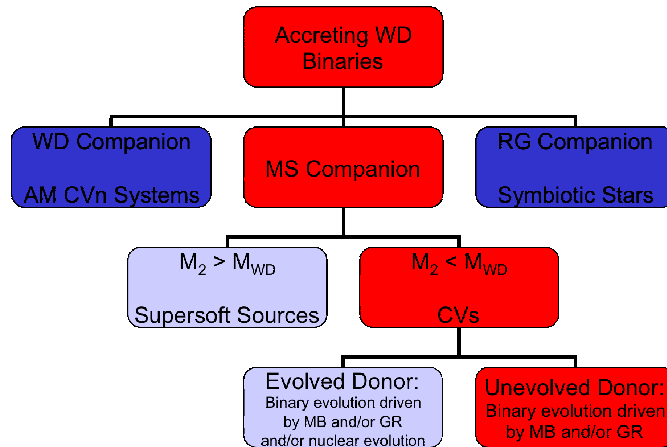 Accreting WD
Binaries
WD Companion
AM CVn Systems
MS Companion
RG Companion
Symbiotic Stars
M₂ > M_WD
Supersoft Sources
M₂ < M_WD
CVs
Evolved Donor:
Binary evolution driven
by MB and/or GR
and/or nuclear evolution
Unevolved Donor:
Binary evolution driven
by MB and/or GR